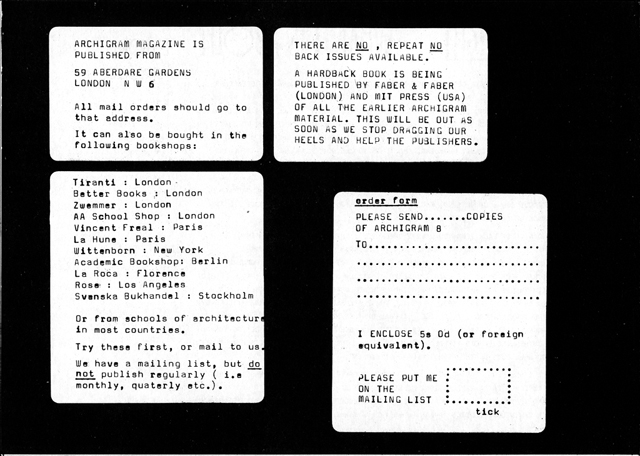 ARCHIGRAM MAGAZINE IS
PUBLISHED FROM
59 ABERDARE GARDENS
LONDON N W 6
All mail orders should go to
that address.
It can also be bought in the
following bookshops:
THERE ARE NO , REPEAT NO
BACK ISSUES AVAILABLE.
A HARDBACK BOOK IS BEING
PUBLISHED BY FABER & FABER
(LONDON) AND MIT PRESS (USA)
OF ALL THE EARLIER ARCHIGRAM
MATERIAL. THIS WILL BE OUT AS
SOON AS WE STOP DRAGGING OUR
HEELS AND HELP THE PUBLISHERS.
Tiranti : London
Better Books : London
Zwemmer : London
AA School Shop : London
Vincent Freal : Paris
La Hune : Paris
Wittenborn : New York
Academic Bookshop: Berlin
La Roca : Florence
Rose : Los Angeles
Svenska Bukhandel : Stockholm
Or from schools of architecture
in most countries.
Try these first, or mail to us.
We have a mailing list, but do
not publish regularly ( i.e
monthly, quaterly etc.).
order form
PLEASE SEND.......COPIES
OF ARCHIGRAM 8
TO..............................
I ENCLOSE 5s 0d (or foreign
equivalent).
PLEASE PUT ME
ON THE
MAILING LIST
tick